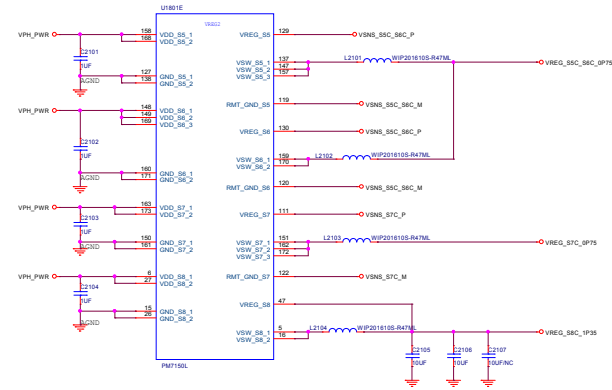 U1801E
VREG2
VPH_PWR
158 VDD_S5_1
168 VDD_S5_2
VREG_S5 129 VSNS_S5C_S6C_P
C2101
1UF
AGND
127 GND_S5_1
138 GND_S5_2
VSW_S5_1 137
VSW_S5_2 147
VSW_S5_3 157
L2101 WIP201610S-R47ML
VREG_S5C_S6C_0P75
RMT_GND_S5 119 VSNS_S5C_S6C_M
148 VDD_S6_1
149 VDD_S6_2
169 VDD_S6_3
VREG_S6 130 VSNS_S5C_S6C_P
C2102
1UF
AGND
160 GND_S6_1
171 GND_S6_2
VSW_S6_1 159
VSW_S6_2 170
L2102 WIP201610S-R47ML
RMT_GND_S6 120 VSNS_S5C_S6C_M
VPH_PWR
163 VDD_S7_1
173 VDD_S7_2
VREG_S7 111 VSNS_S7C_P
C2103
1UF
AGND
150 GND_S7_1
161 GND_S7_2
VSW_S7_1 151
VSW_S7_2 162
VSW_S7_3 172
L2103 WIP201610S-R47ML
VREG_S7C_0P75
VPH_PWR
6 VDD_S8_1
27 VDD_S8_2
RMT_GND_S7 122 VSNS_S7C_M
C2104
1UF
AGND
15 GND_S8_1
26 GND_S8_2
VREG_S8 47
VSW_S8_1 5
VSW_S8_2 16
L2104 WIP201610S-R47ML
VREG_S8C_1P35
C2105
10UF
C2106
10UF
C2107
10UF/NC
PM7150L